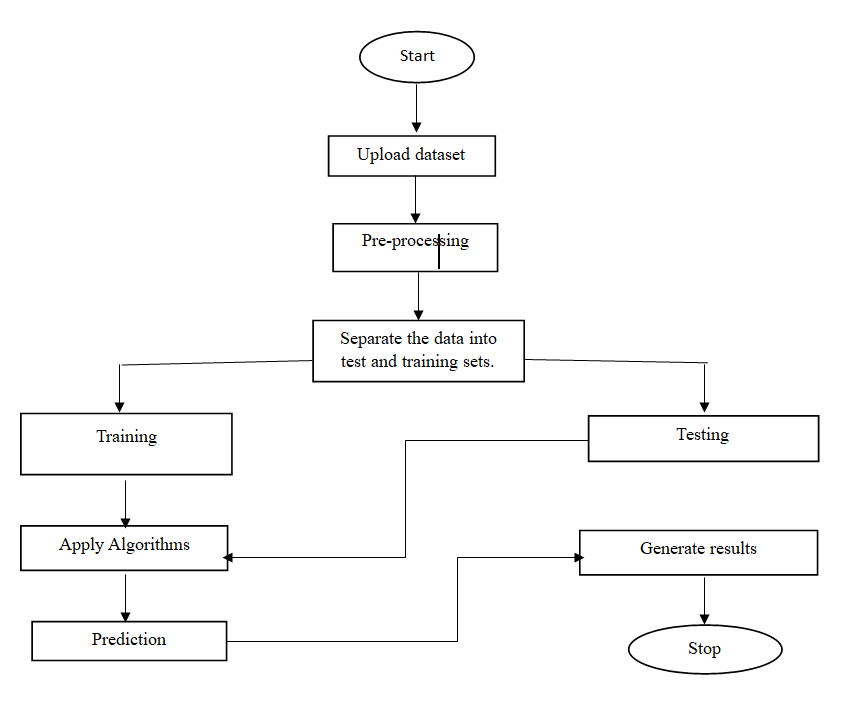 Start
Upload dataset
Pre-processing
Separate the data into
test and training sets.
Training
Testing
Apply Algorithms
Generate results
Prediction
Stop